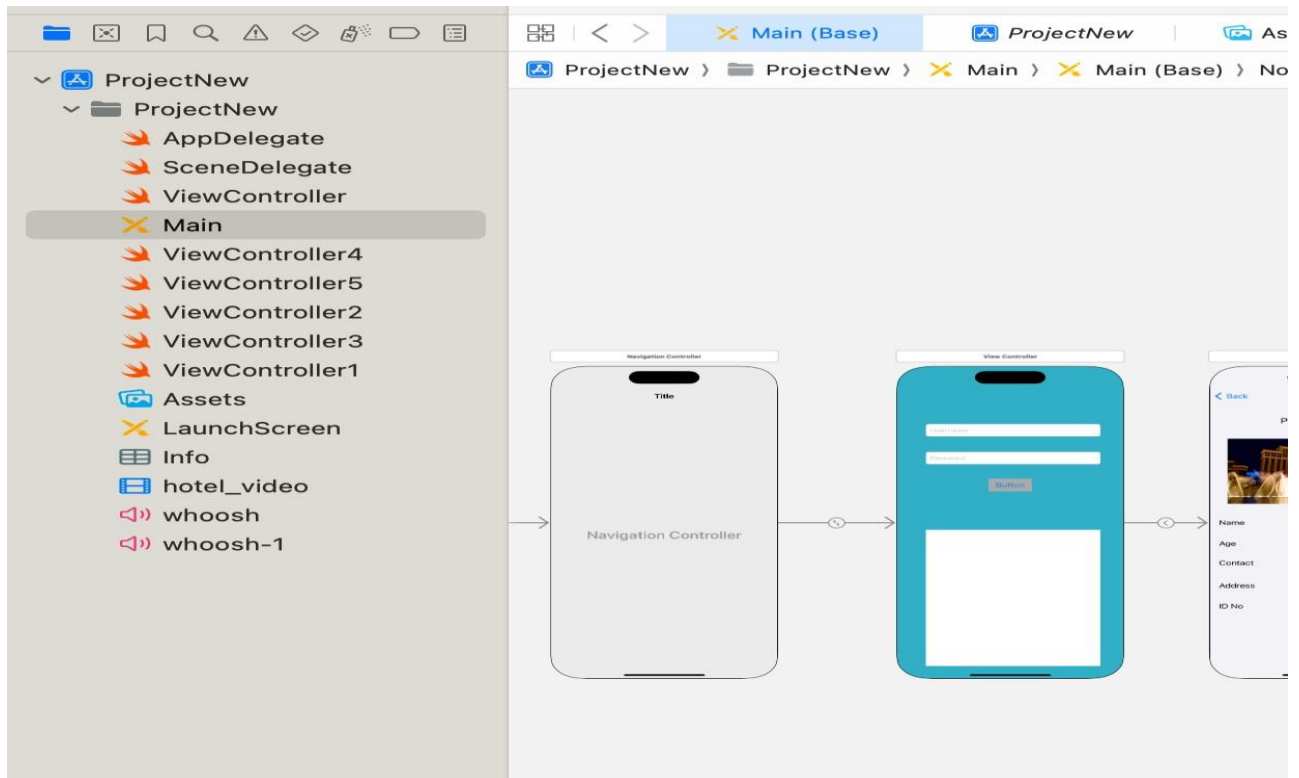 Main (Base)
ProjectNew
As
ProjectNew
ProjectNew
Main
Main (Base)
No
ProjectNew
ProjectNew
AppDelegate
SceneDelegate
ViewController
Main
ViewController4
ViewController5
ViewController2
ViewController3
ViewController1
Assets
LaunchScreen
Info
hotel_video
whoosh
whoosh-1
Navigation Controller
Title
Navigation Controller
View Controller
Username
Password
Button
Back
P
Name
Age
Contact
Address
ID No